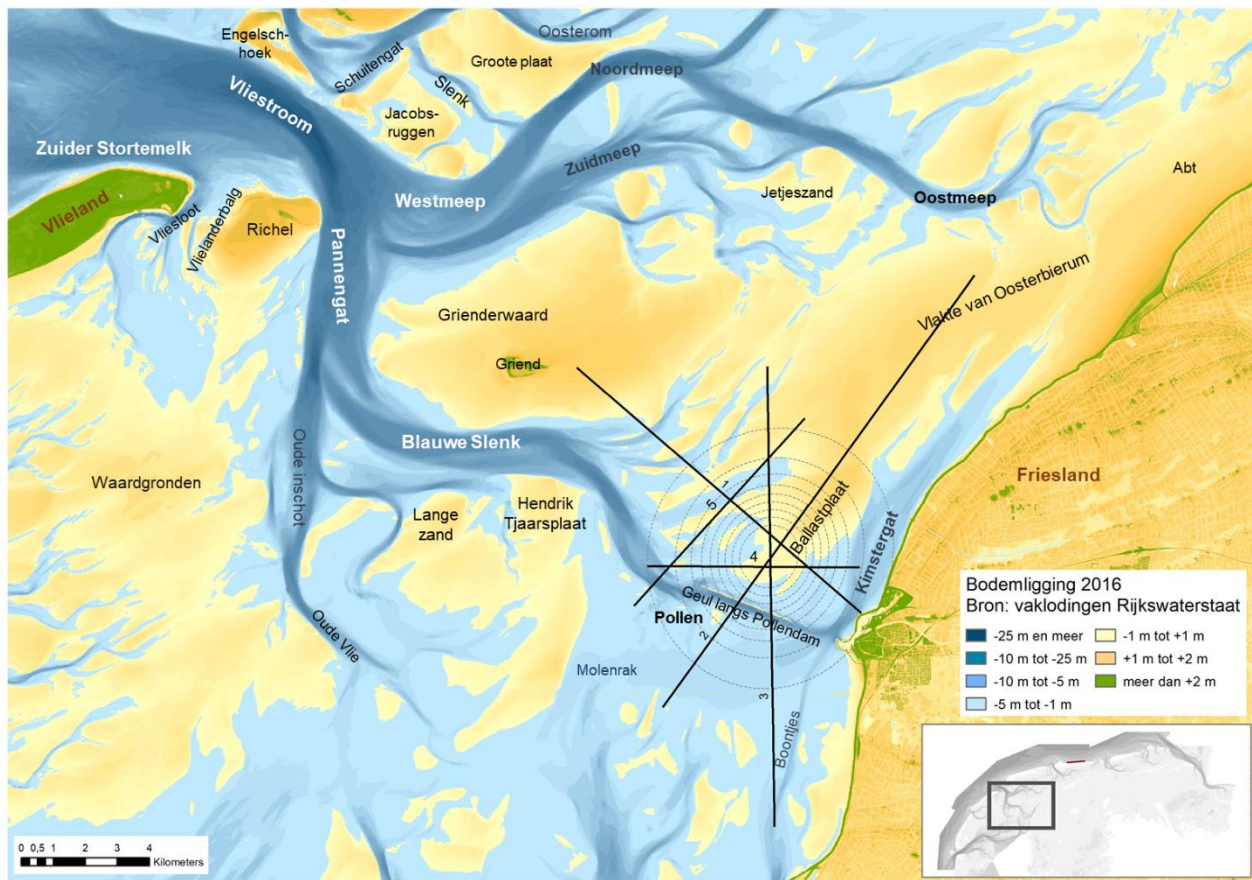 Engelsch-
hoek
Schuitengat
Oosterom
Groote plaat
Slenk
Noordmeep
Vliestroom
Jacobs-
ruggen
Zuider Stortemelk
Zuidmeep
Abt
Vlieland
Vliesloot
Vlielanderbalg
Richel
Westmeep
Jetjeszand
Oostmeep
Pannengat
Grienderwaard
Vlakte van Oosterbierum
Griend
Blauwe Slenk
Oude inschot
Waardgronden
Lange
zand
Hendrik
Tjaarsplaat
1
5
4
Ballastplaat
Kimstergat
Friesland
Geul langs Pollendam
Pollen
2
Oude Vlie
Molenrak
3
Boontjes
Bodemligging 2016
Bron: vaklodingen Rijkswaterstaat
-25 m en meer
-10 m tot -25 m
-10 m tot -5 m
-5 m tot -1 m
-1 m tot +1 m
+1 m tot +2 m
meer dan +2 m
0 0,5 1 2 3 4
Kilometers